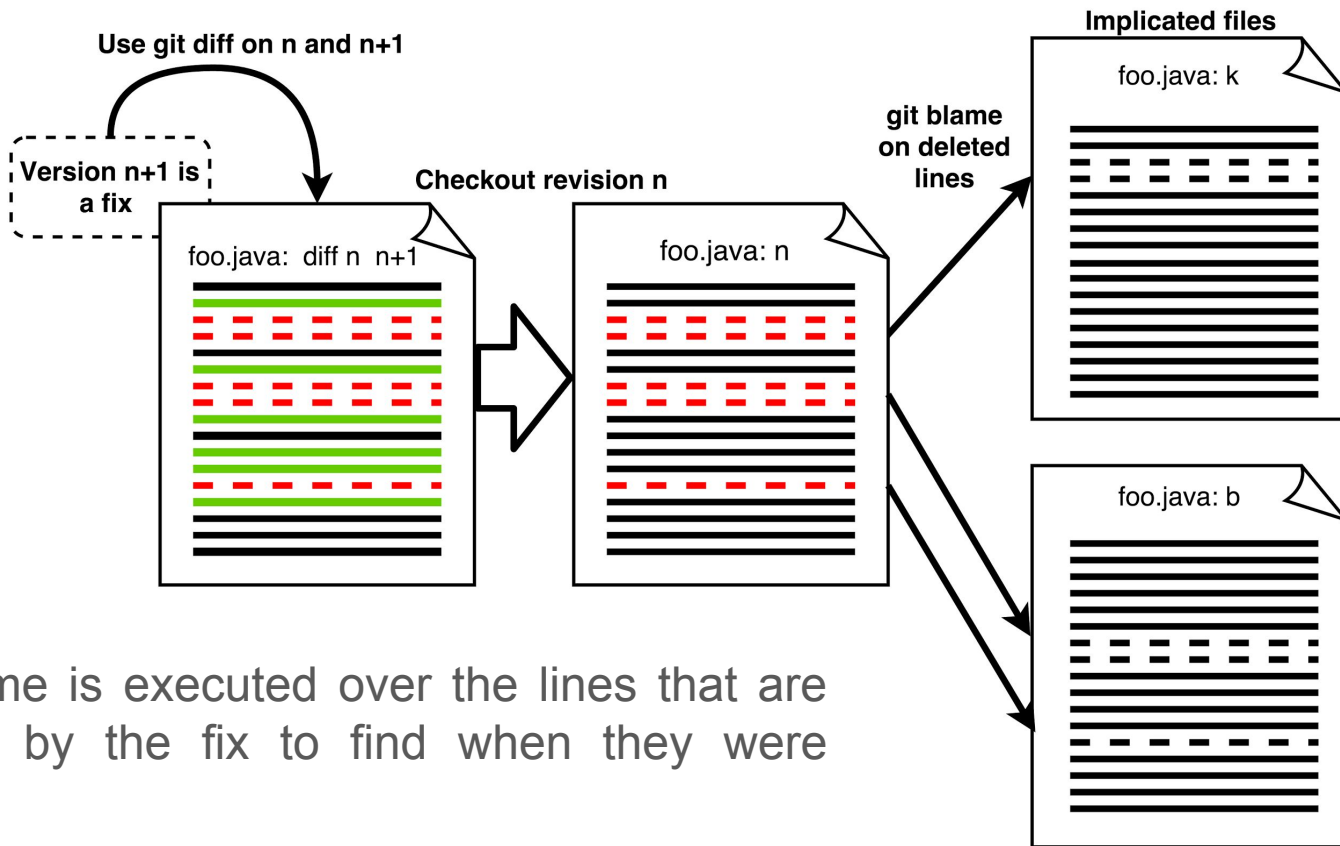 Use git diff on n and n+1
Version n+1 is
a fix
foo.java: diff n n+1
Checkout revision n
foo.java: n
git blame
on deleted
lines
Implicated files
foo.java: k
foo.java: b
me is executed over the lines that are
by the fix to find when they were